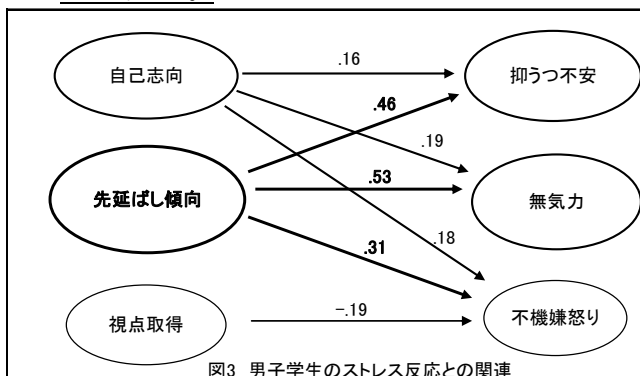 自己志向
.16
抑うつ不安
.46
.19
先延ばし傾向
.53
無気力
.18
.31
視点取得
-.19
不機嫌怒り
図3 男子学生のストレス反応との関連